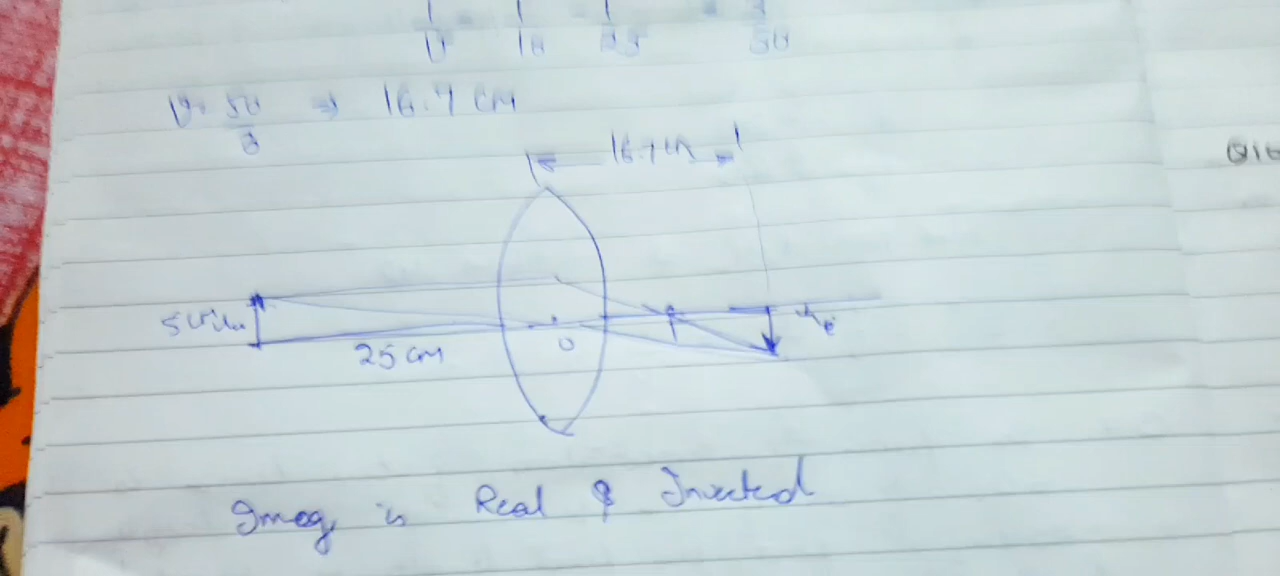 1/v 1/10 - 1/25 = 3/50
V = 50/3 ⇒ 16.7 CM
16.7 cm
5 cm
25 cm
O
F
Image is Real & Inverted